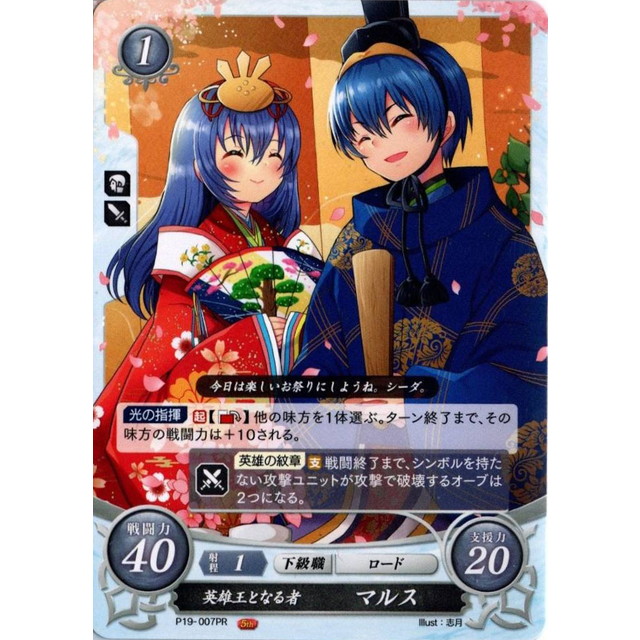 1
今日は楽しいお祭りにしようね。シーダ。
光の指揮 起【 】他の味方を1体選ぶ。ターン終了まで、その
味方の戦闘力は+10される。
英雄の紋章 支 戦闘終了まで、シンボルを持た
ない攻撃ユニットが攻撃で破壊するオーブは
2つになる。
戦闘力
40
射程 1 下級職 ロード
支援力
20
英雄王となる者 マルス
P19-007PR 5th Illust:志月